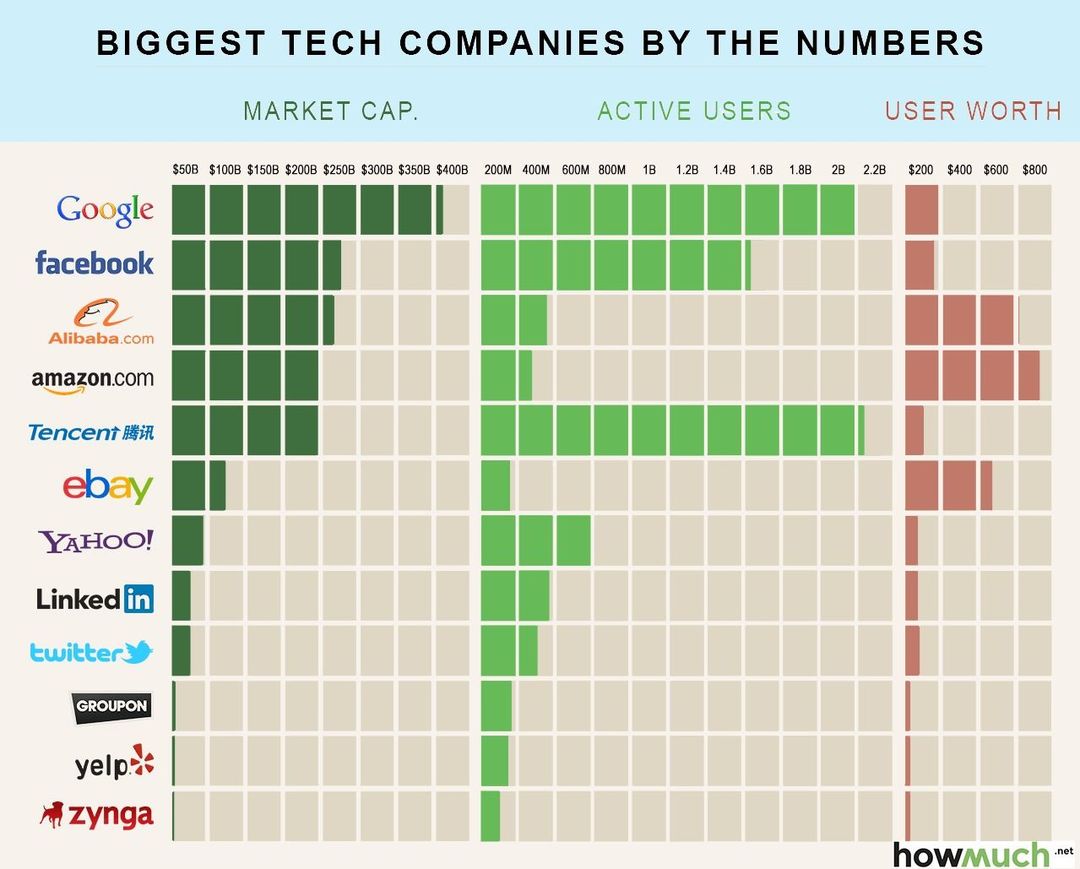 BIGGEST TECH COMPANIES BY THE NUMBERS
MARKET CAP. ACTIVE USERS USER WORTH
$50B $100B $150B $200B $250B $300B $350B $400B 200M 400M 600M 800M 1B 1.2B 1.4B 1.6B 1.8B 2B 2.2B $200 $400 $600 $800
Google
facebook
Alibaba.com
amazon.com
Tencent 腾讯
ebay
YAHOO!
Linked in
twitter
GROUPON
yelp
zynga
howmuch.net